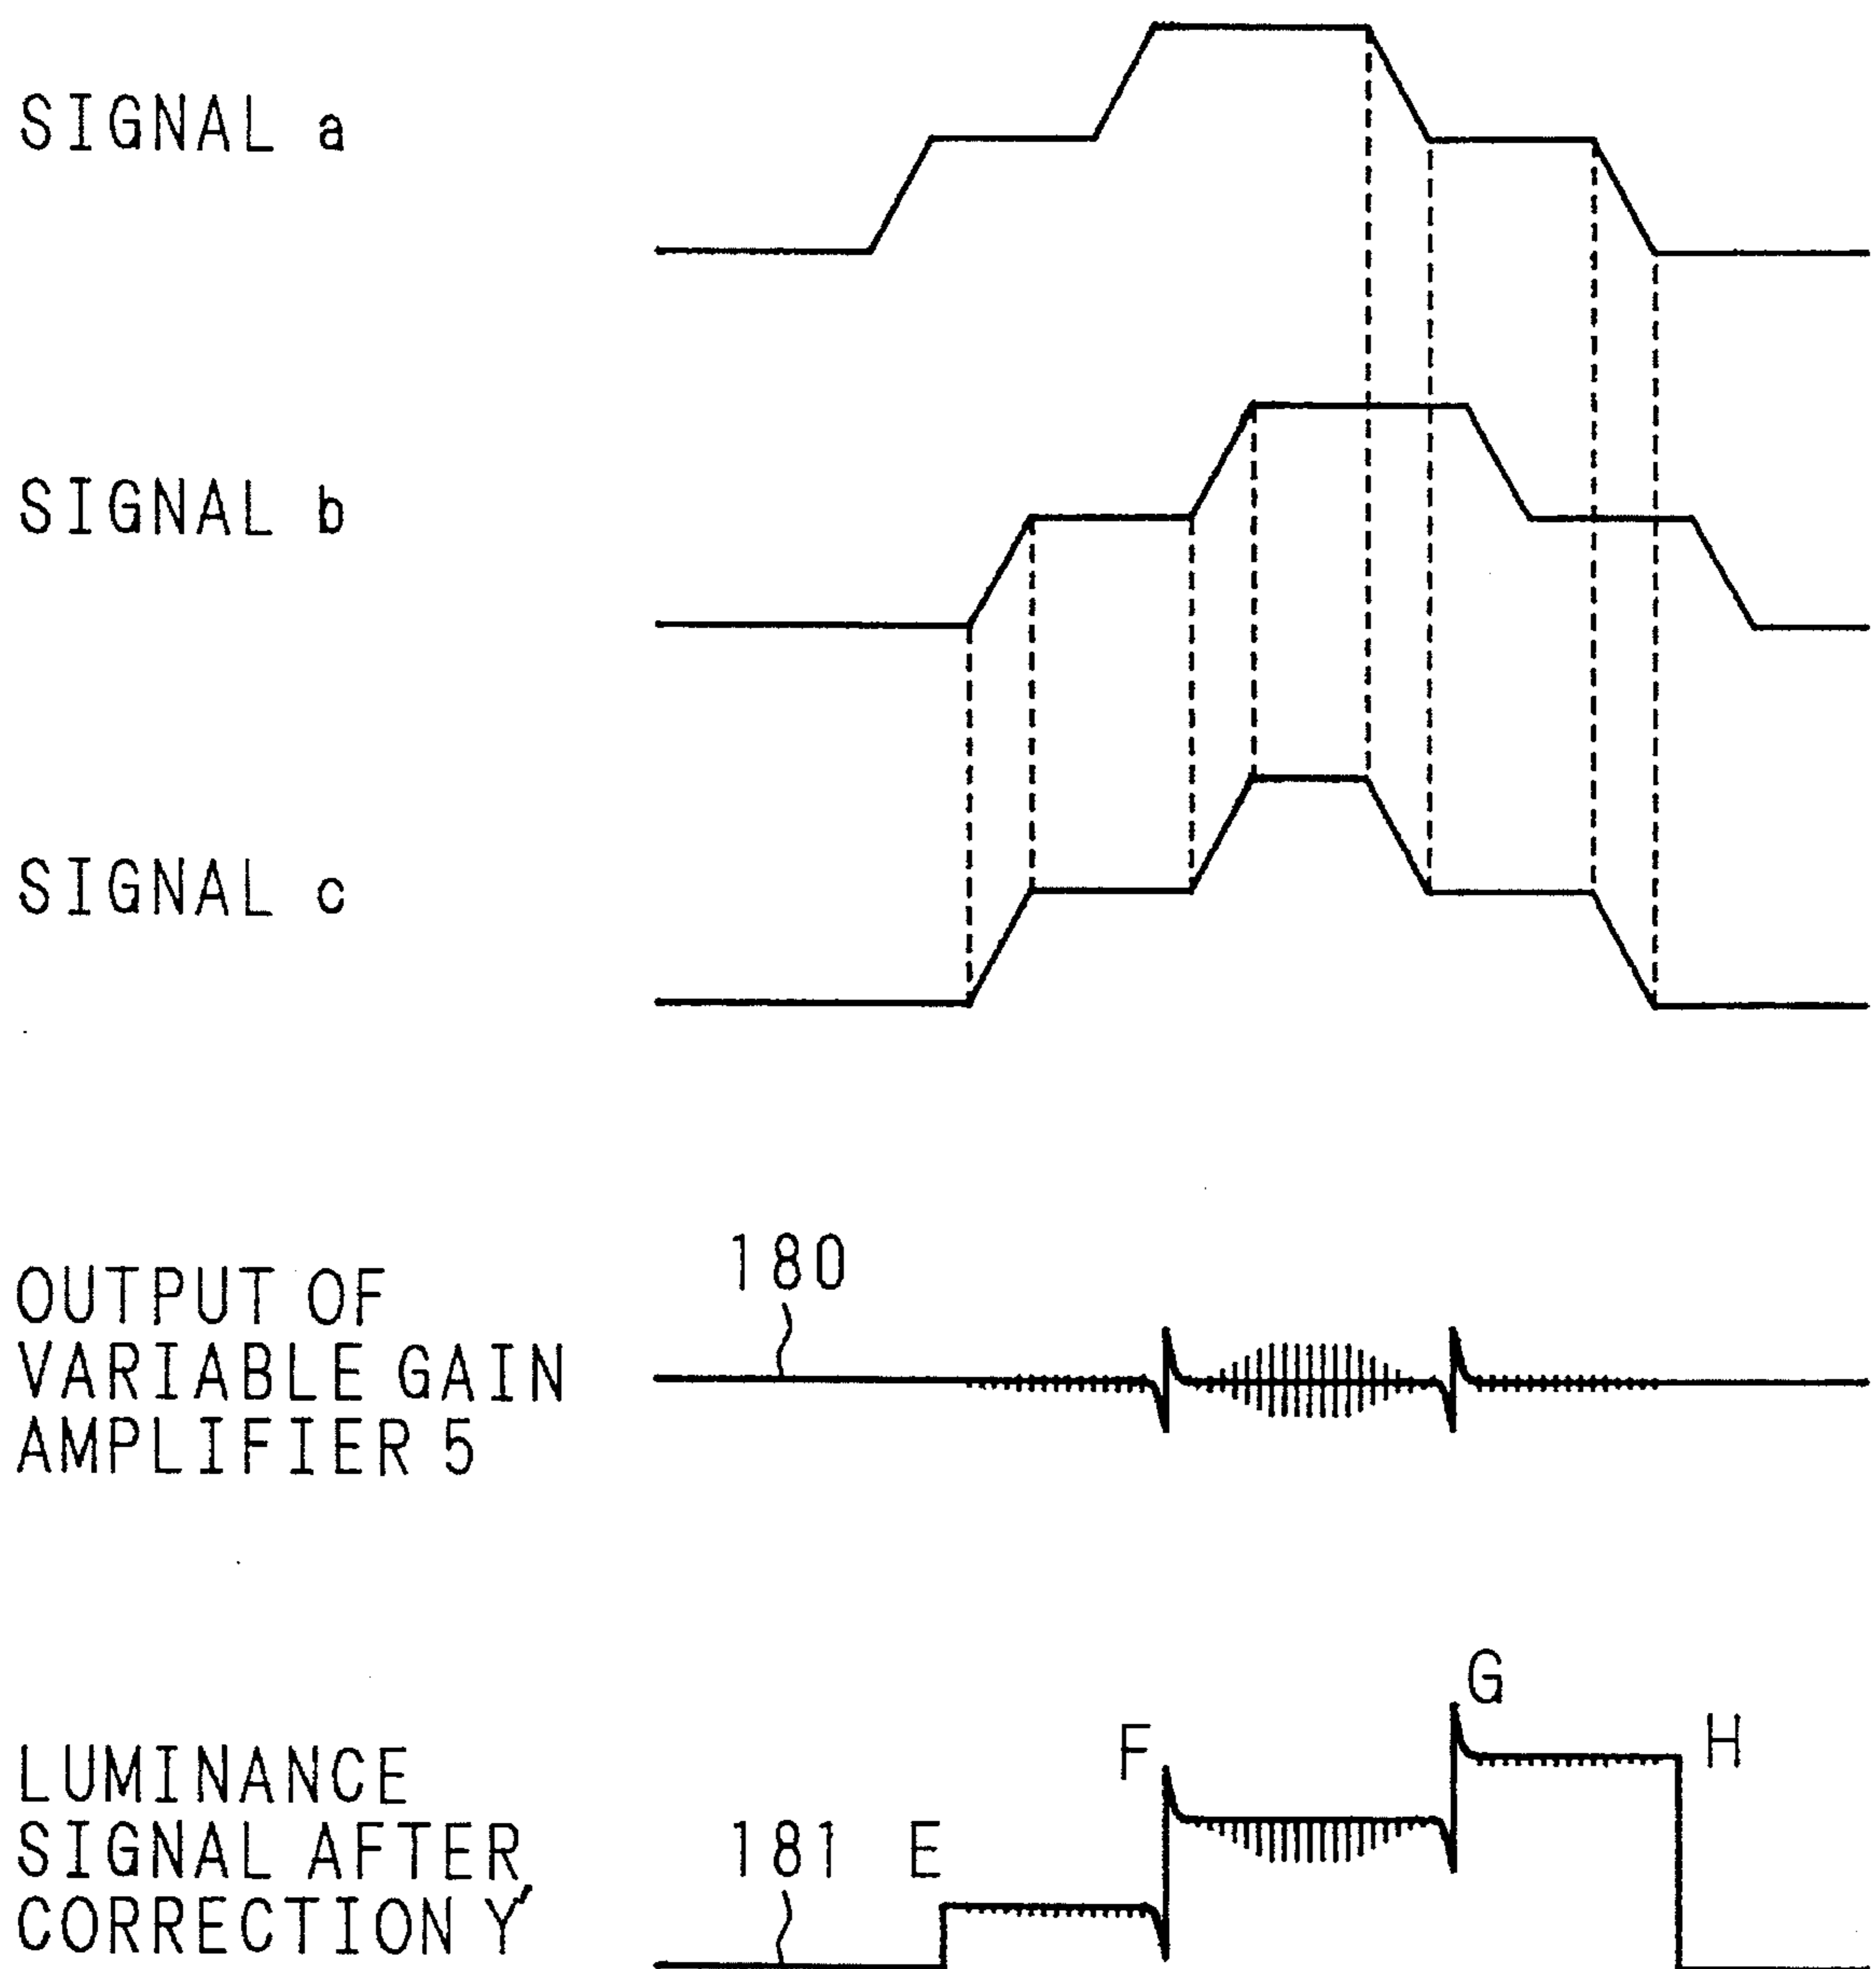 SIGNAL a
SIGNAL b
SIGNAL c
180
OUTPUT OF
VARIABLE GAIN
AMPLIFIER 5
G
F
H
LUMINANCE
SIGNAL AFTER
CORRECTION Y′
181 E